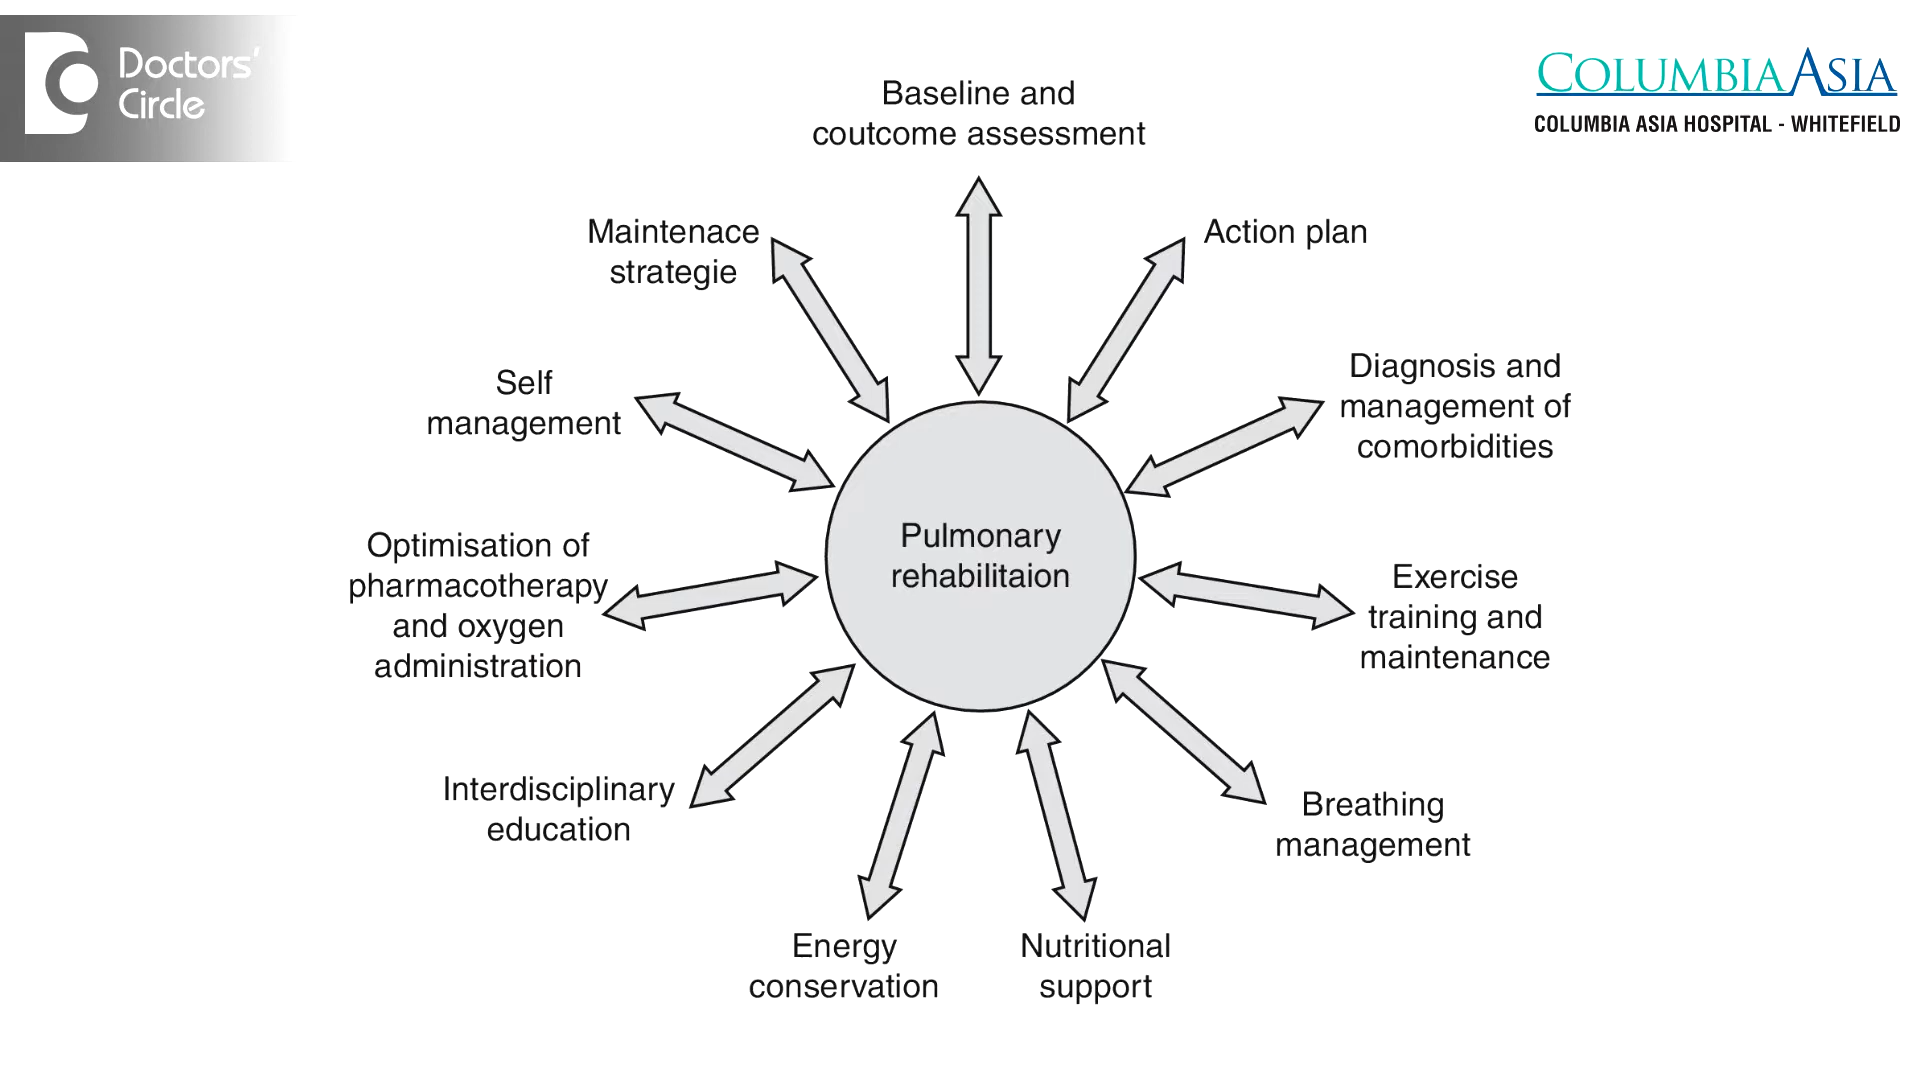 Doctors'
Circle
COLUMBIA ASIA
COLUMBIA ASIA HOSPITAL - WHITEFIELD
Baseline and
coutcome assessment
Maintenace
strategie
Action plan
Self
management
Diagnosis and
management of
comorbidities
Pulmonary
rehabilitaion
Optimisation of
pharmacotherapy
and oxygen
administration
Exercise
training and
maintenance
Interdisciplinary
education
Breathing
management
Energy
conservation
Nutritional
support